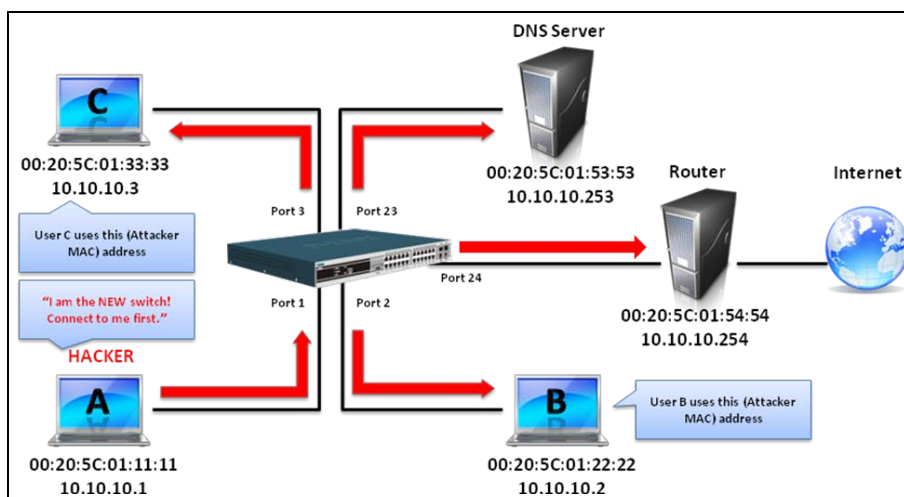 DNS Server
C
00:20:5C:01:33:33
10.10.10.3
00:20:5C:01:53:53
10.10.10.253
Router
Internet
Port 3
Port 23
User C uses this (Attacker
MAC) address
Port 24
"I am the NEW switch!
Connect to me first."
Port 1
Port 2
00:20:5C:01:54:54
10.10.10.254
HACKER
A
B
User B uses this (Attacker
MAC) address
00:20:5C:01:11:11
10.10.10.1
00:20:5C:01:22:22
10.10.10.2